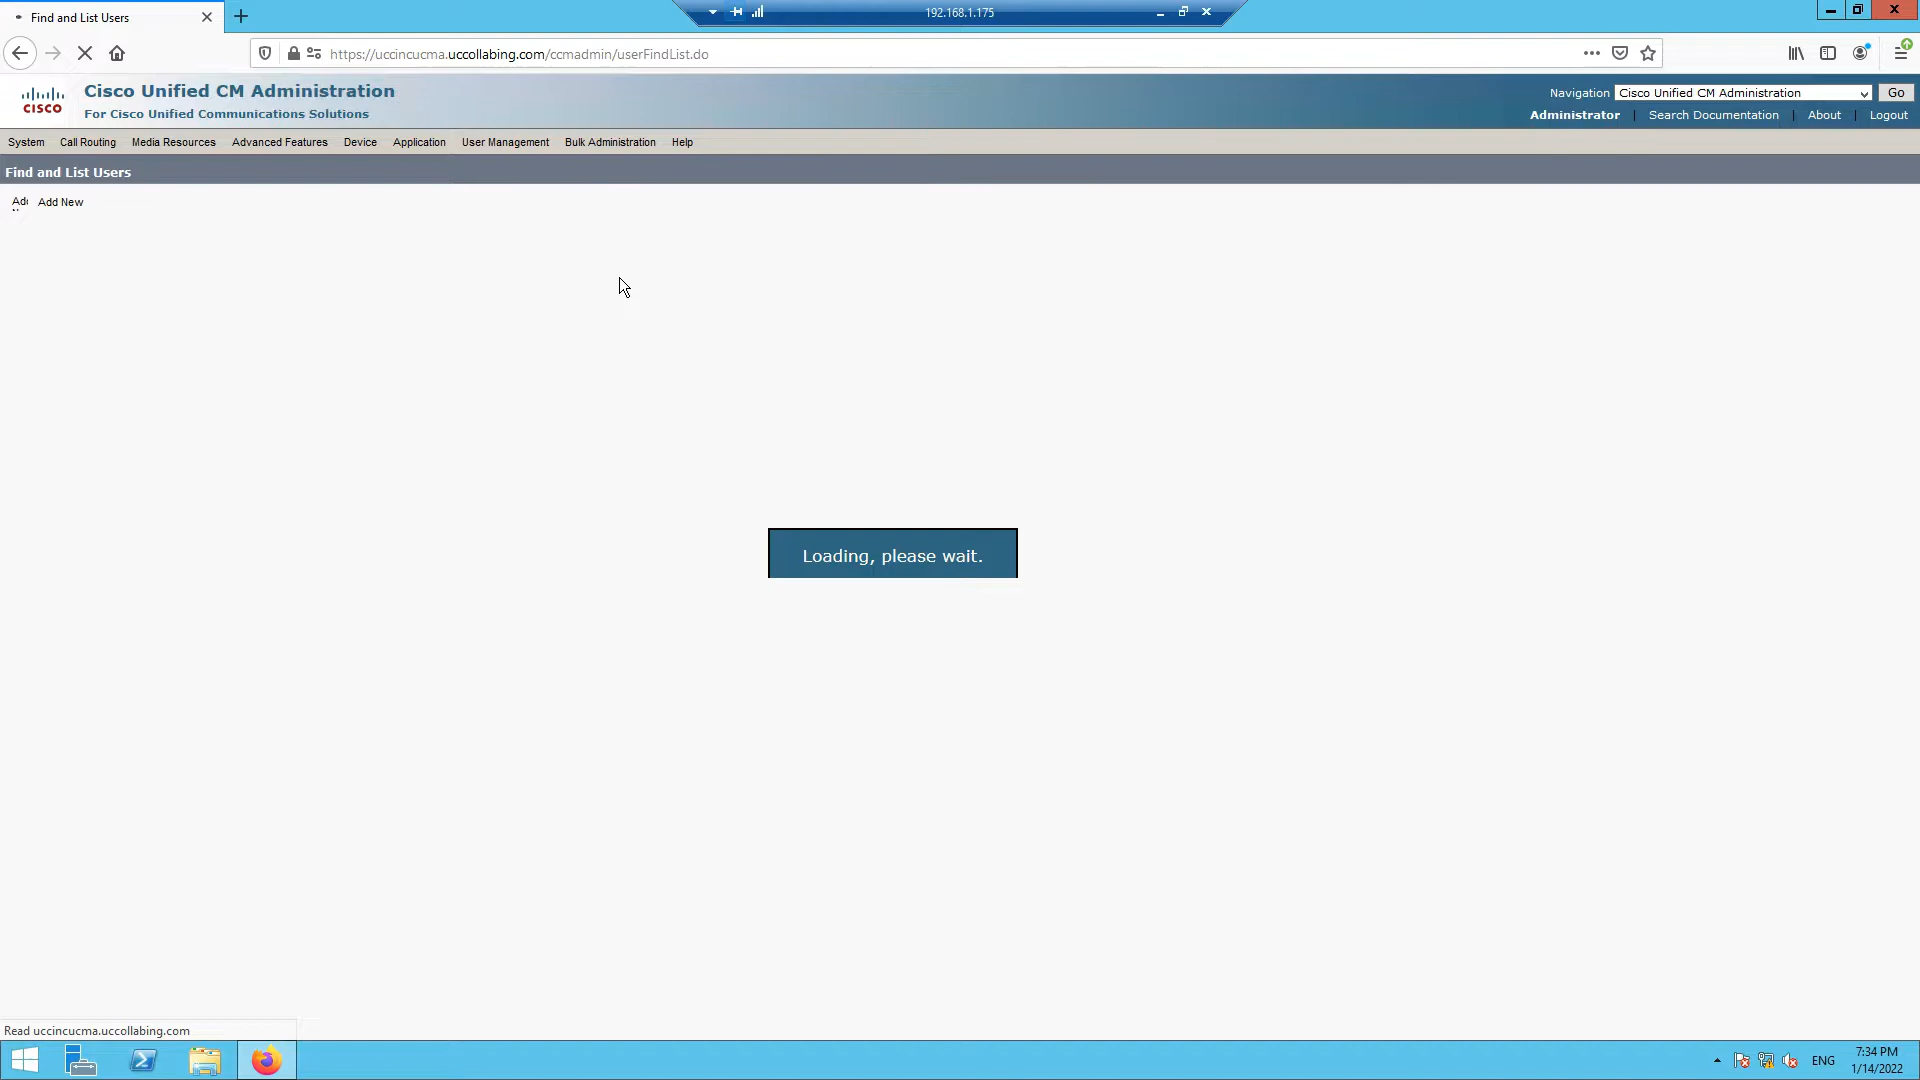 Find and List Users
192.168.1.175
https://uccincucma.uccollabing.com/ccmadmin/userFindList.do
CISCO
Cisco Unified CM Administration
For Cisco Unified Communications Solutions
Navigation Cisco Unified CM Administration Go
Administrator | Search Documentation | About | Logout
System Call Routing Media Resources Advanced Features Device Application User Management Bulk Administration Help
Find and List Users
Add Add New
Loading, please wait.
Read uccincucma.uccollabing.com
ENG
7:34 PM
1/14/2022